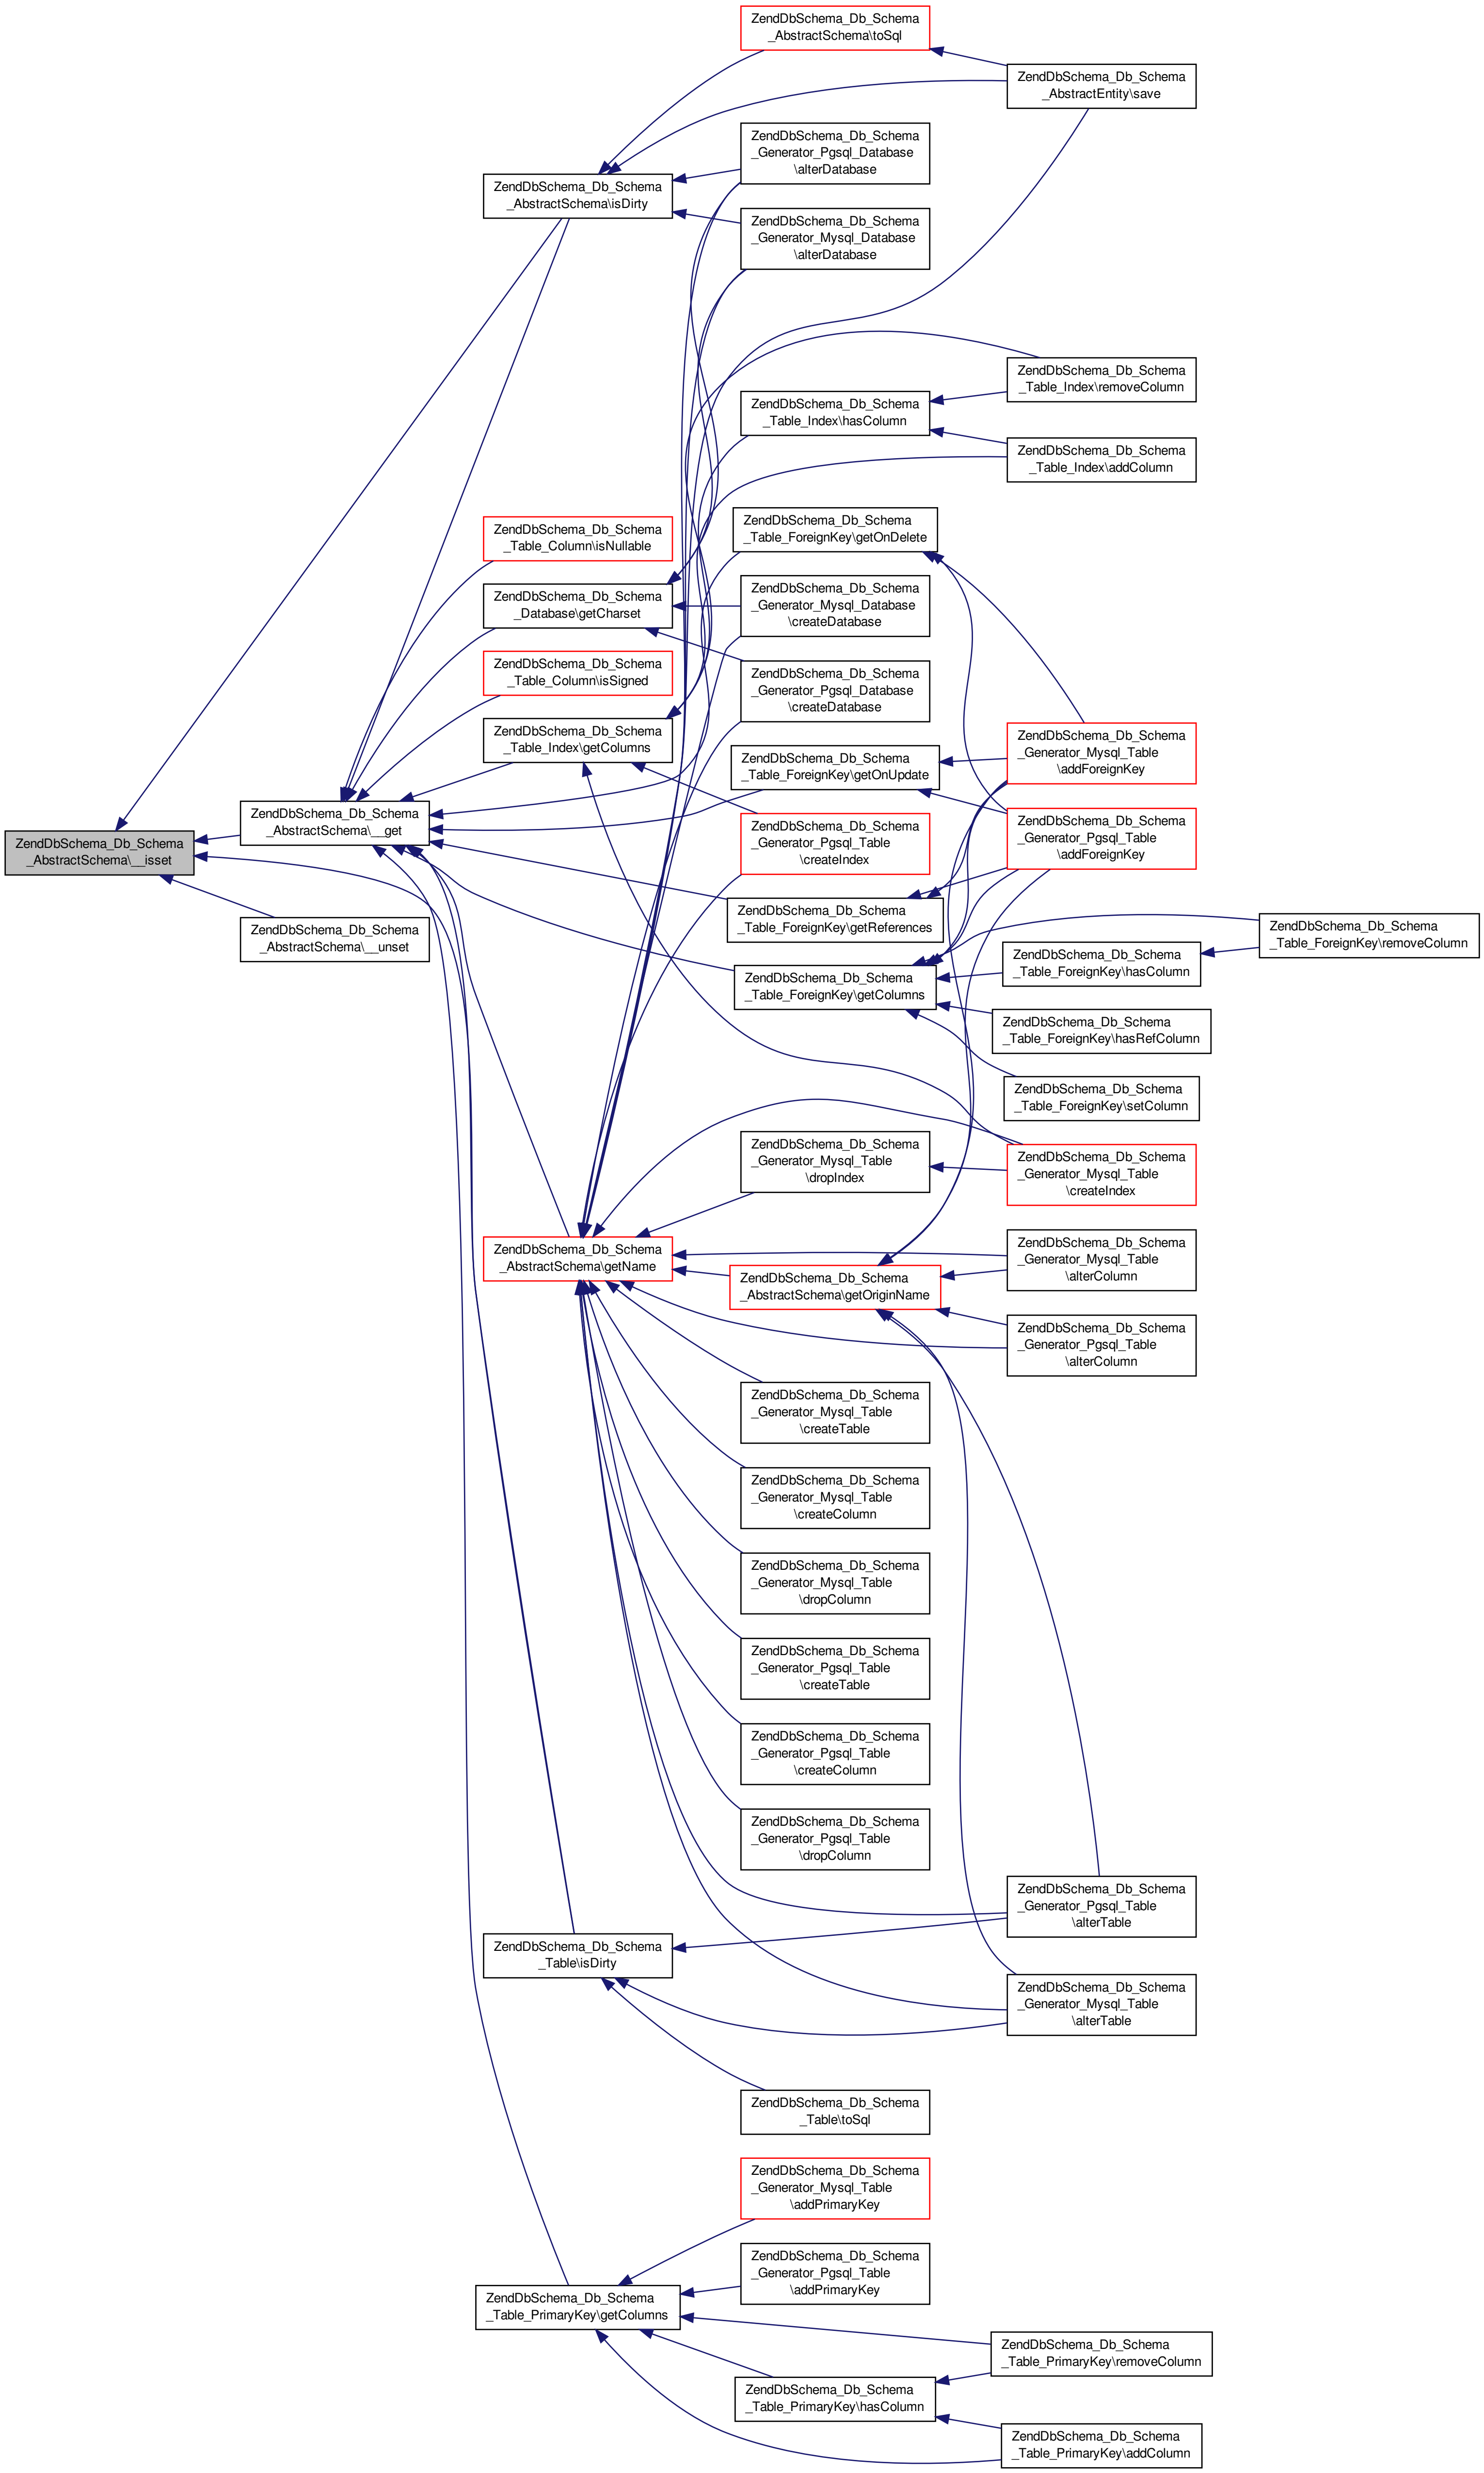 ZendDbSchema_Db_Schema
_AbstractSchema\__isset
ZendDbSchema_Db_Schema
_AbstractSchema\__get
ZendDbSchema_Db_Schema
_AbstractSchema\__unset
ZendDbSchema_Db_Schema
_AbstractSchema\isDirty
ZendDbSchema_Db_Schema
_Table_Column\isNullable
ZendDbSchema_Db_Schema
_Database\getCharset
ZendDbSchema_Db_Schema
_Table_Column\isSigned
ZendDbSchema_Db_Schema
_Table_Index\getColumns
ZendDbSchema_Db_Schema
_AbstractSchema\getName
ZendDbSchema_Db_Schema
_Table\isDirty
ZendDbSchema_Db_Schema
_Table_PrimaryKey\getColumns
ZendDbSchema_Db_Schema
_AbstractSchema\toSql
ZendDbSchema_Db_Schema
_Generator_Pgsql_Database
\alterDatabase
ZendDbSchema_Db_Schema
_Generator_Mysql_Database
\alterDatabase
ZendDbSchema_Db_Schema
_Table_Index\hasColumn
ZendDbSchema_Db_Schema
_Table_ForeignKey\getOnDelete
ZendDbSchema_Db_Schema
_Generator_Mysql_Database
\createDatabase
ZendDbSchema_Db_Schema
_Generator_Pgsql_Database
\createDatabase
ZendDbSchema_Db_Schema
_Table_ForeignKey\getOnUpdate
ZendDbSchema_Db_Schema
_Generator_Pgsql_Table
\createIndex
ZendDbSchema_Db_Schema
_Table_ForeignKey\getReferences
ZendDbSchema_Db_Schema
_Table_ForeignKey\getColumns
ZendDbSchema_Db_Schema
_Generator_Mysql_Table
\dropIndex
ZendDbSchema_Db_Schema
_AbstractSchema\getOriginName
ZendDbSchema_Db_Schema
_Generator_Mysql_Table
\createTable
ZendDbSchema_Db_Schema
_Generator_Mysql_Table
\createColumn
ZendDbSchema_Db_Schema
_Generator_Mysql_Table
\dropColumn
ZendDbSchema_Db_Schema
_Generator_Pgsql_Table
\createTable
ZendDbSchema_Db_Schema
_Generator_Pgsql_Table
\createColumn
ZendDbSchema_Db_Schema
_Generator_Pgsql_Table
\dropColumn
ZendDbSchema_Db_Schema
_Table\toSql
ZendDbSchema_Db_Schema
_Generator_Mysql_Table
\addPrimaryKey
ZendDbSchema_Db_Schema
_Generator_Pgsql_Table
\addPrimaryKey
ZendDbSchema_Db_Schema
_Table_PrimaryKey\hasColumn
ZendDbSchema_Db_Schema
_AbstractEntity\save
ZendDbSchema_Db_Schema
_Table_Index\removeColumn
ZendDbSchema_Db_Schema
_Table_Index\addColumn
ZendDbSchema_Db_Schema
_Generator_Mysql_Table
\addForeignKey
ZendDbSchema_Db_Schema
_Generator_Pgsql_Table
\addForeignKey
ZendDbSchema_Db_Schema
_Table_ForeignKey\hasColumn
ZendDbSchema_Db_Schema
_Table_ForeignKey\hasRefColumn
ZendDbSchema_Db_Schema
_Table_ForeignKey\setColumn
ZendDbSchema_Db_Schema
_Generator_Mysql_Table
\createIndex
ZendDbSchema_Db_Schema
_Generator_Mysql_Table
\alterColumn
ZendDbSchema_Db_Schema
_Generator_Pgsql_Table
\alterColumn
ZendDbSchema_Db_Schema
_Generator_Pgsql_Table
\alterTable
ZendDbSchema_Db_Schema
_Generator_Mysql_Table
\alterTable
ZendDbSchema_Db_Schema
_Table_PrimaryKey\removeColumn
ZendDbSchema_Db_Schema
_Table_PrimaryKey\addColumn
ZendDbSchema_Db_Schema
_Table_ForeignKey\removeColumn